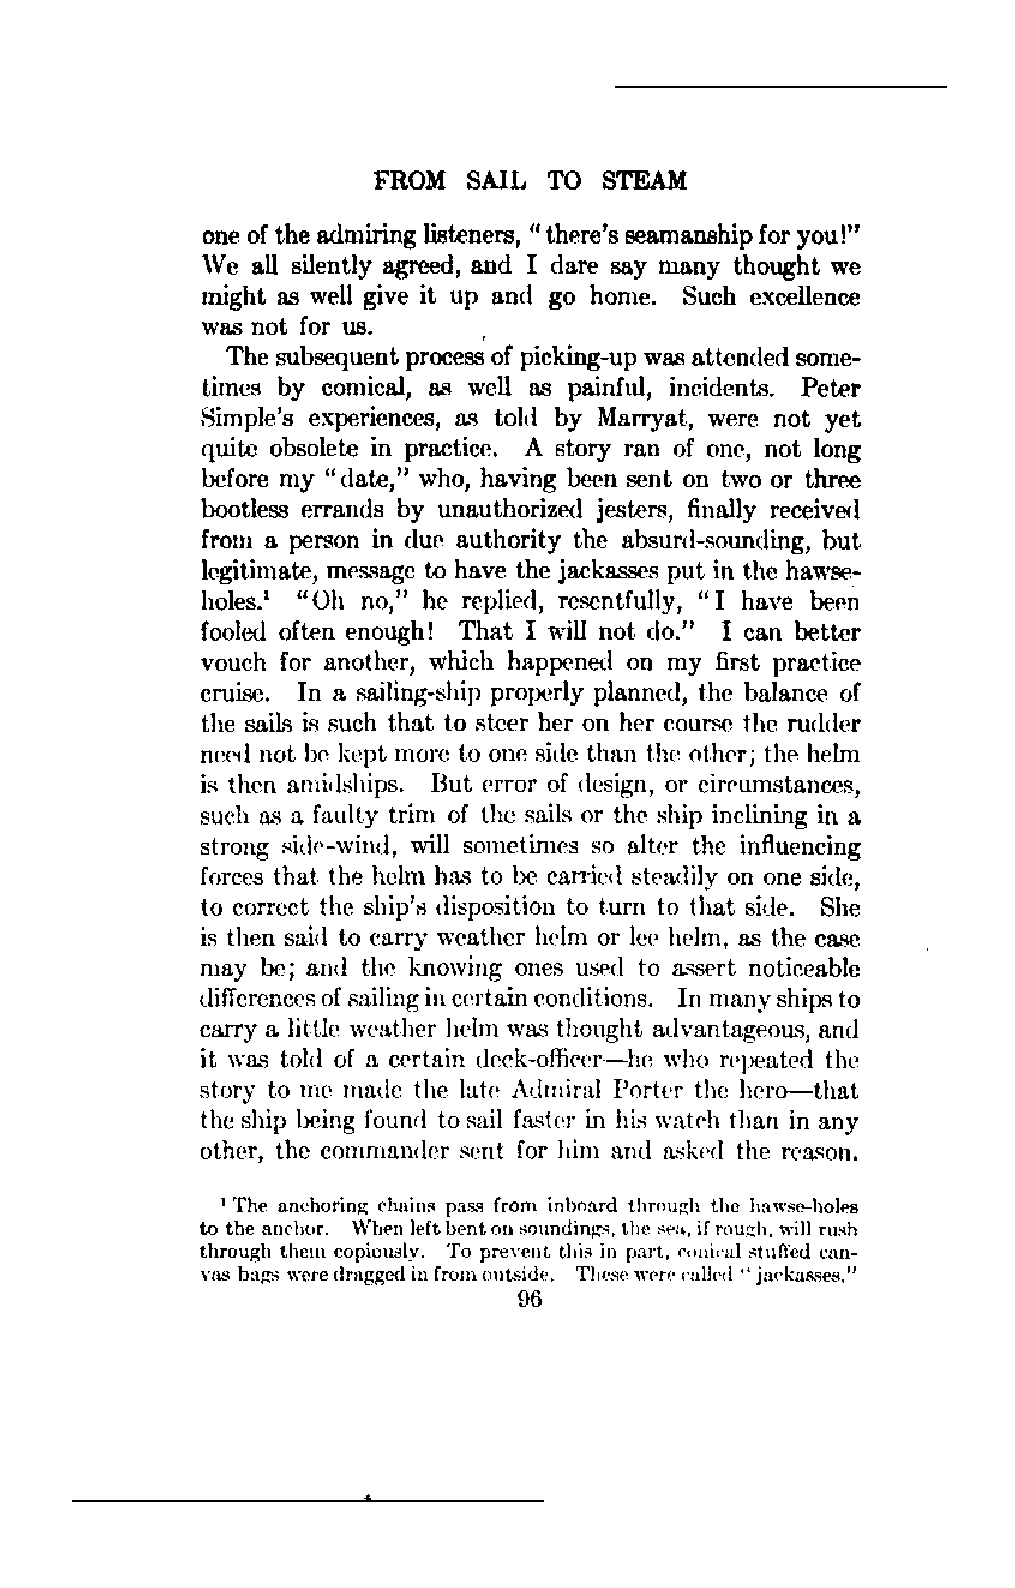 FROM SAIL TO STEAM
one of the admiring listeners, "there's seamanship for you!"
We all silently agreed, and I dare say many thought we
might as well give it up and go home. Such excellence
was not for us.
The subsequent process of picking-up was attended some-
times by comical, as well as painful, incidents. Peter
Simple's experiences, as told by Marryat, were not yet
quite obsolete in practice. A story ran of one, not long
before my "date," who, having been sent on two or three
bootless errands by unauthorized jesters, finally received
from a person in due authority the absurd-sounding, but
legitimate, message to have the jackasses put in the hawse-
holes.¹ "Oh no," he replied, resentfully, "I have been
fooled often enough! That I will not do." I can better
vouch for another, which happened on my first practice
cruise. In a sailing-ship properly planned, the balance of
the sails is such that to steer her on her course the rudder
need not be kept more to one side than the other; the helm
is then amidships. But error of design, or circumstances,
such as a faulty trim of the sails or the ship inclining in a
strong side-wind, will sometimes so alter the influencing
forces that the helm has to be carried steadily on one side,
to correct the ship's disposition to turn to that side. She
is then said to carry weather helm or lee helm, as the case
may be; and the knowing ones used to assert noticeable
differences of sailing in certain conditions. In many ships to
carry a little weather helm was thought advantageous, and
it was told of a certain deck-officer—he who repeated the
story to me made the late Admiral Porter the hero—that
the ship being found to sail faster in his watch than in any
other, the commander sent for him and asked the reason.
¹ The anchoring chains pass from inboard through the hawse-holes
to the anchor. When left bent on soundings, the sea, if rough, will rush
through them copiously. To prevent this in part, conical stuffed can-
vas bags were dragged in from outside. These were called "jackasses."
96